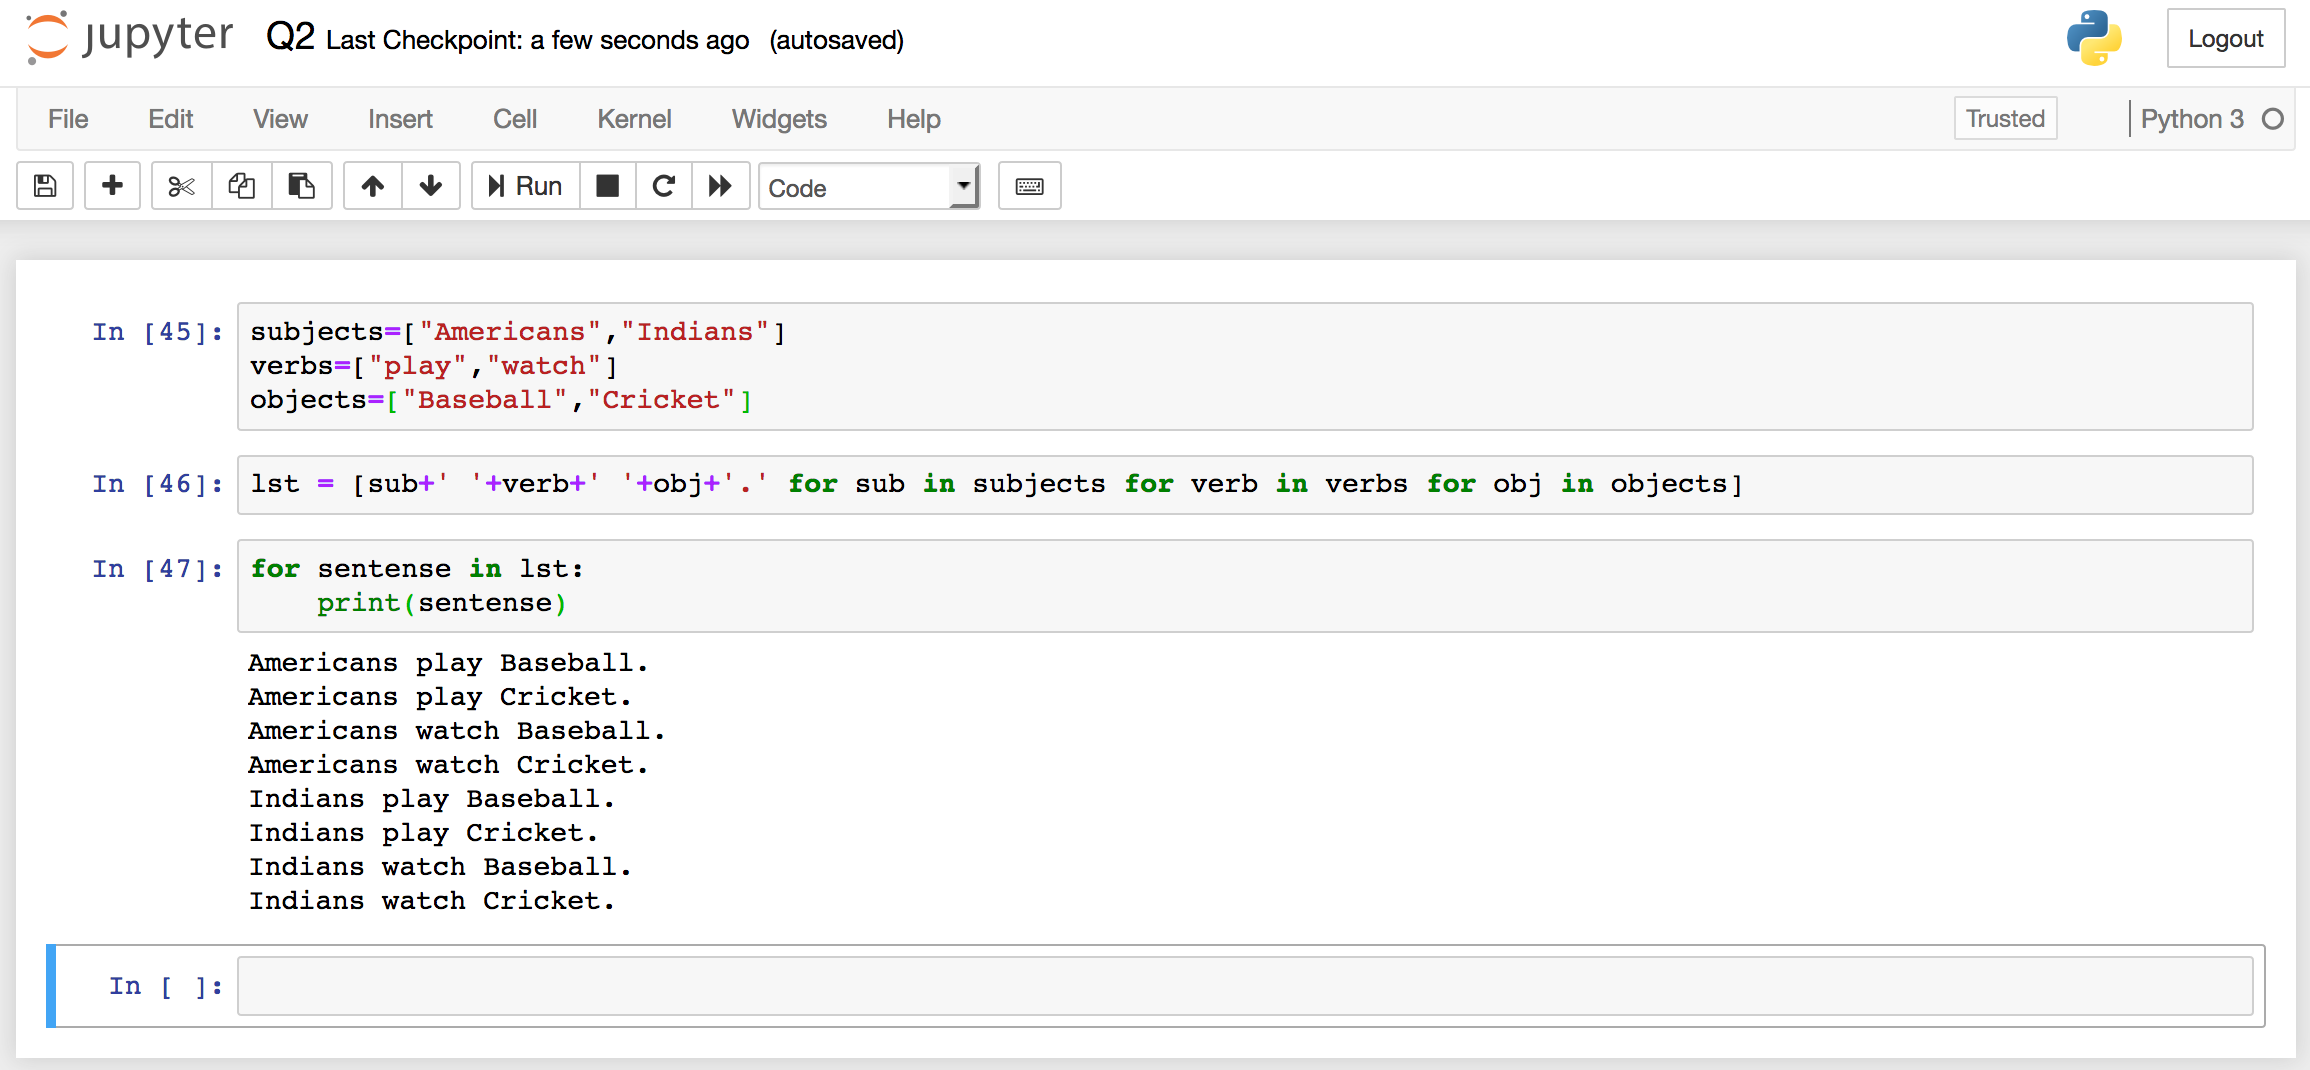 jupyter Q2 Last Checkpoint: a few seconds ago (autosaved)
Logout
File Edit View Insert Cell Kernel Widgets Help
Trusted
Python 3
Run
Code
In [45]: subjects=["Americans","Indians"]
verbs=["play","watch"]
objects=["Baseball","Cricket"]
In [46]: lst = [sub+' '+verb+' '+obj+'.' for sub in subjects for verb in verbs for obj in objects]
In [47]: for sentense in lst:
    print(sentense)
Americans play Baseball.
Americans play Cricket.
Americans watch Baseball.
Americans watch Cricket.
Indians play Baseball.
Indians play Cricket.
Indians watch Baseball.
Indians watch Cricket.
In [ ]: